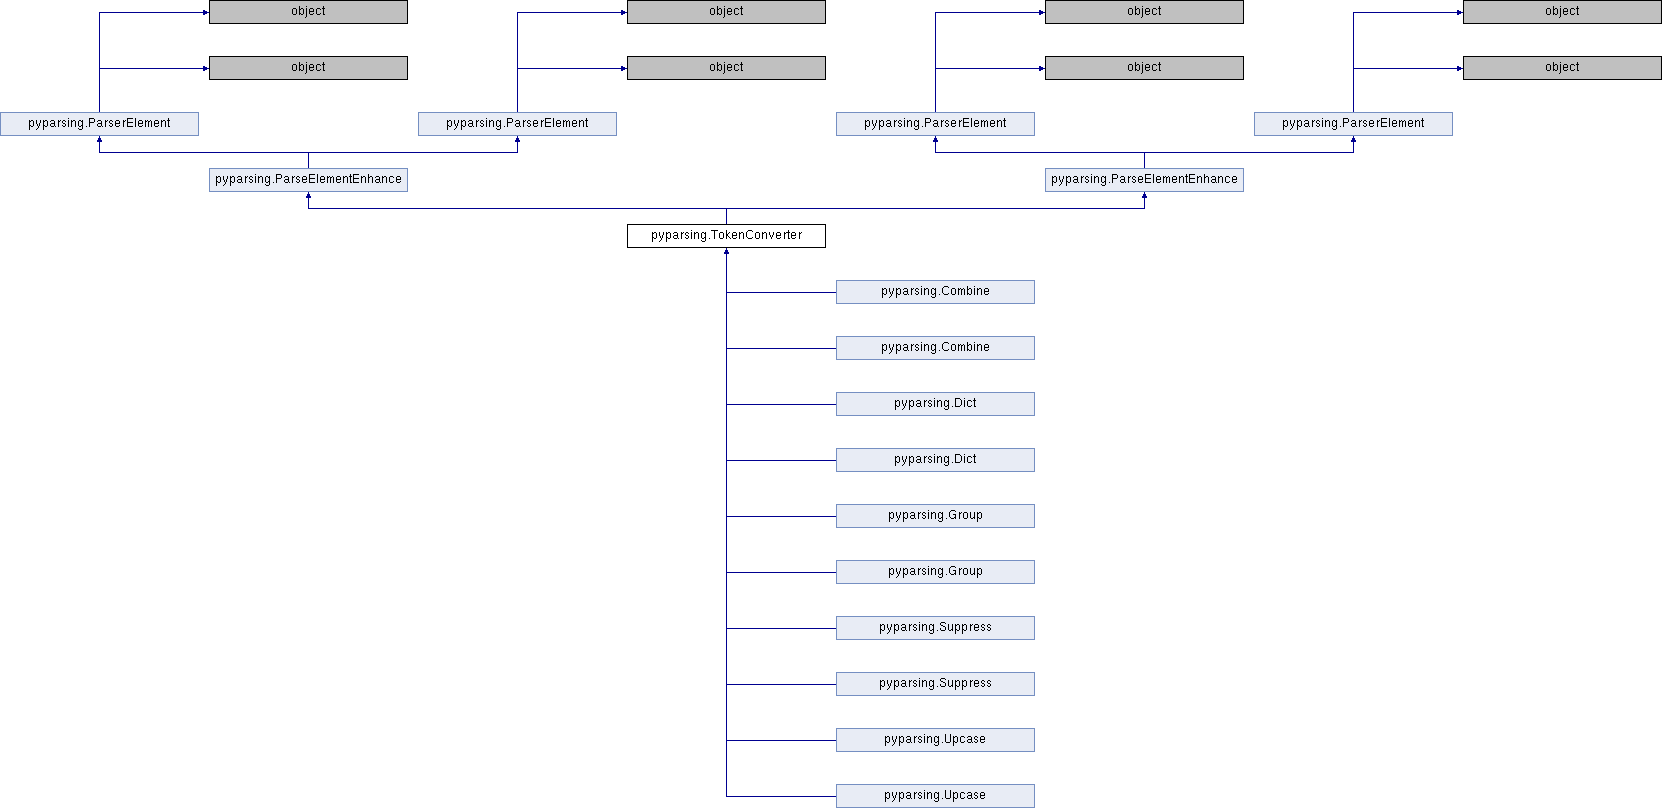 object
object
object
object
object
object
object
object
pyparsing.ParserElement
pyparsing.ParserElement
pyparsing.ParserElement
pyparsing.ParserElement
pyparsing.ParseElementEnhance
pyparsing.ParseElementEnhance
pyparsing.TokenConverter
pyparsing.Combine
pyparsing.Combine
pyparsing.Dict
pyparsing.Dict
pyparsing.Group
pyparsing.Group
pyparsing.Suppress
pyparsing.Suppress
pyparsing.Upcase
pyparsing.Upcase